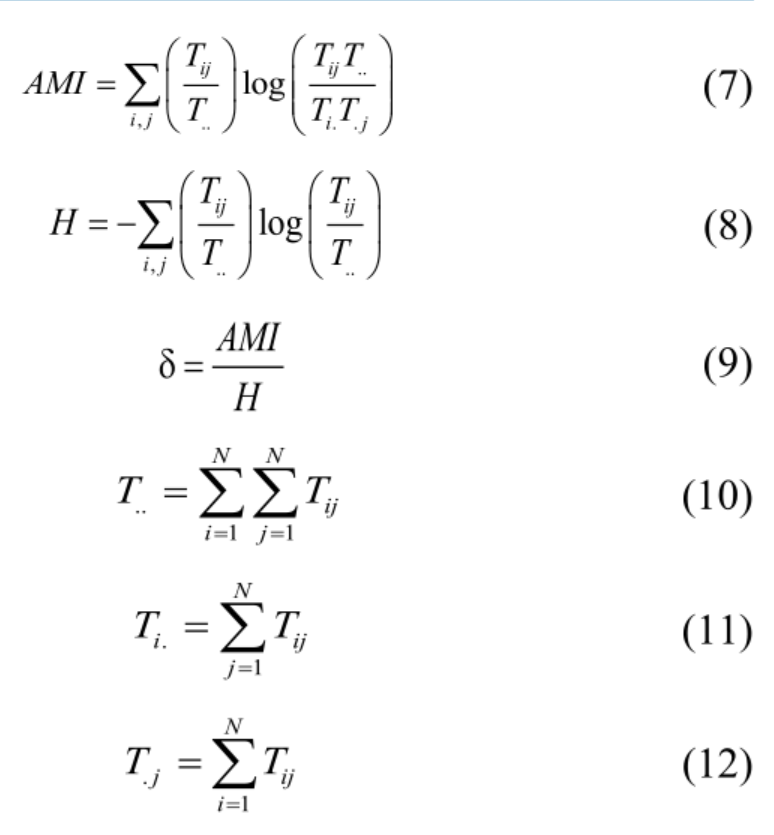 $AMI = \sum_{i,j} \left( \frac{T_{ij}}{T_{..}} \right) \log \left( \frac{T_{ij} T_{..}}{T_{i.} T_{.j}} \right)$ (7)
$H = -\sum_{i,j} \left( \frac{T_{ij}}{T_{..}} \right) \log \left( \frac{T_{ij}}{T_{..}} \right)$ (8)
$\delta = \frac{AMI}{H}$ (9)
$T_{..} = \sum_{i=1}^{N} \sum_{j=1}^{N} T_{ij}$ (10)
$T_{i.} = \sum_{j=1}^{N} T_{ij}$ (11)
$T_{.j} = \sum_{i=1}^{N} T_{ij}$ (12)